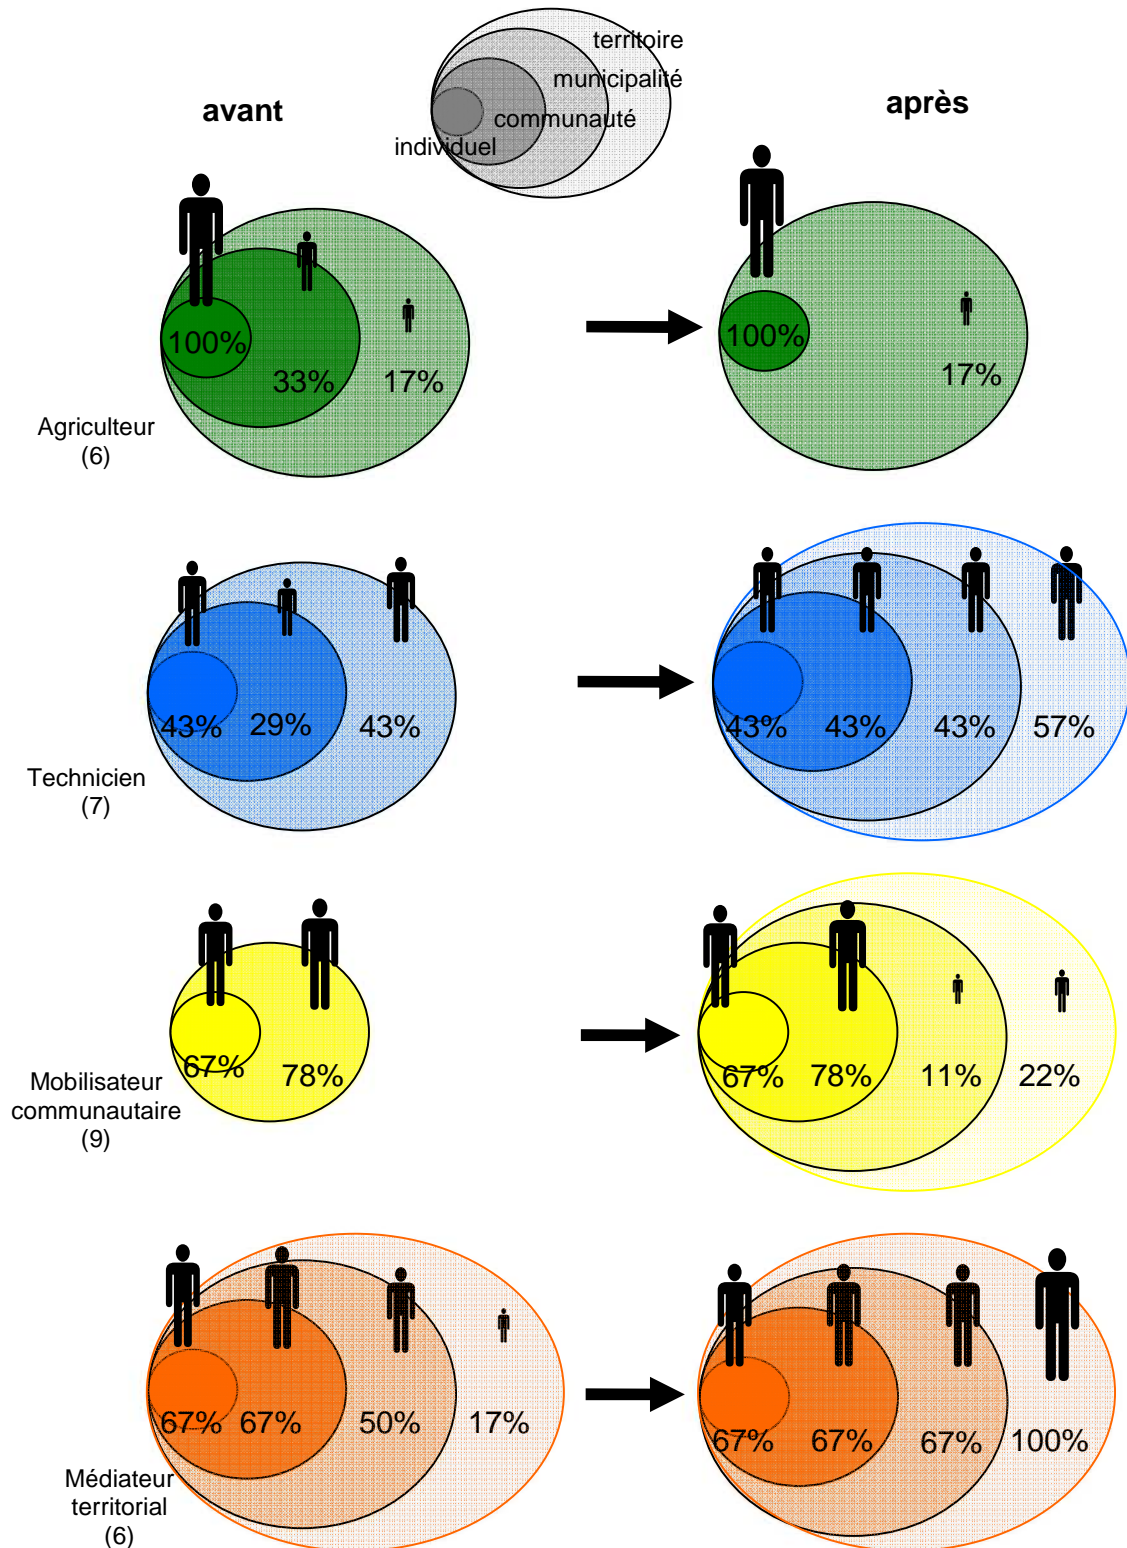 territoire
municipalité
communauté
individuel
avant
après
100%
33%
17%
100%
17%
Agriculteur
(6)
43%
29%
43%
43%
43%
43%
57%
Technicien
(7)
67%
78%
67%
78%
11%
22%
Mobilisateur
communautaire
(9)
67%
67%
50%
17%
67%
67%
67%
100%
Médiateur
territorial
(6)